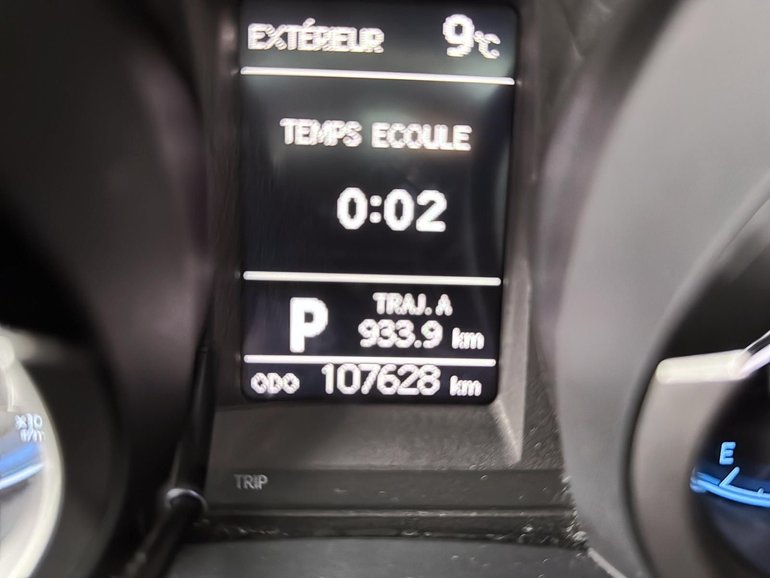 EXTÉRIEUR 9°C
TEMPS ECOULE
0:02
P TRAJ. A
933.9 km
ODO 107628 km
TRIP
E